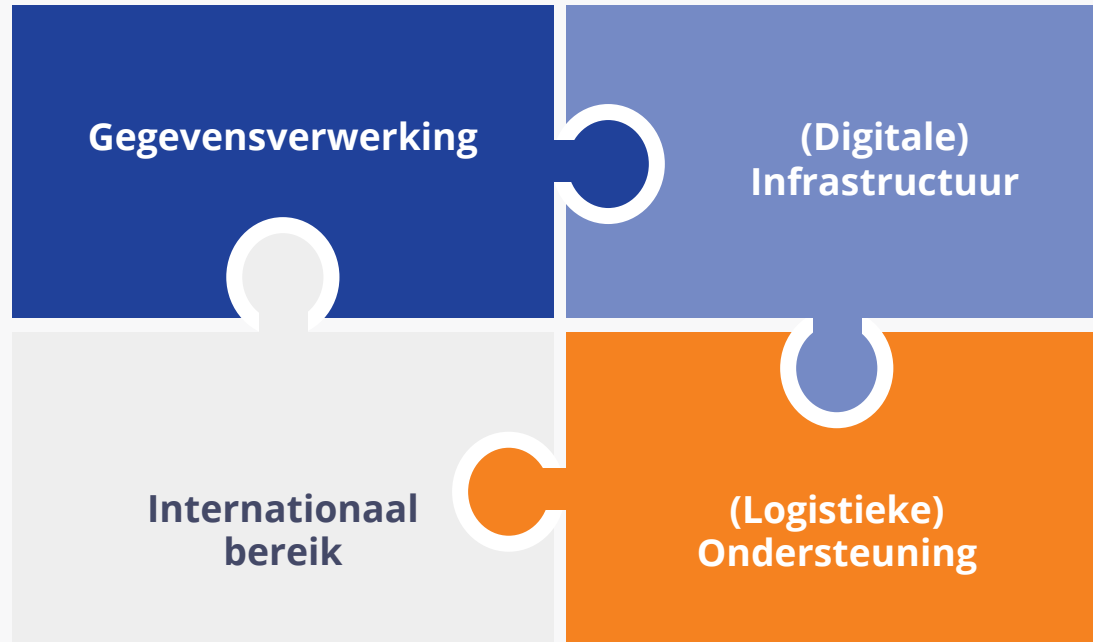 Gegevensverwerking
(Digitale)
Infrastructuur
Internationaal
bereik
(Logistieke)
Ondersteuning